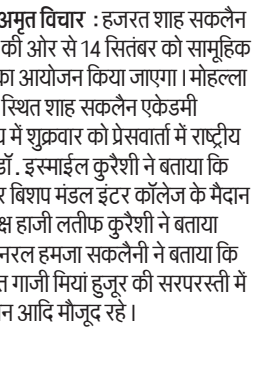 अमृत विचार : हजरत शाह सकलैन
की ओर से 14 सितंबर को सामूहिक
का आयोजन किया जाएगा। मोहल्ला
स्थित शाह सकलैन एकेडमी
में शुक्रवार को प्रेसवार्ता में राष्ट्रीय
डॉ. इस्माईल कुरैशी ने बताया कि
बिशप मंडल इंटर कॉलेज के मैदान
हाजी लतीफ कुरैशी ने बताया
नरल हमजा सकलैनी ने बताया कि
गाजी मियां हुजूर की सरपरस्ती में
न आदि मौजूद रहे।